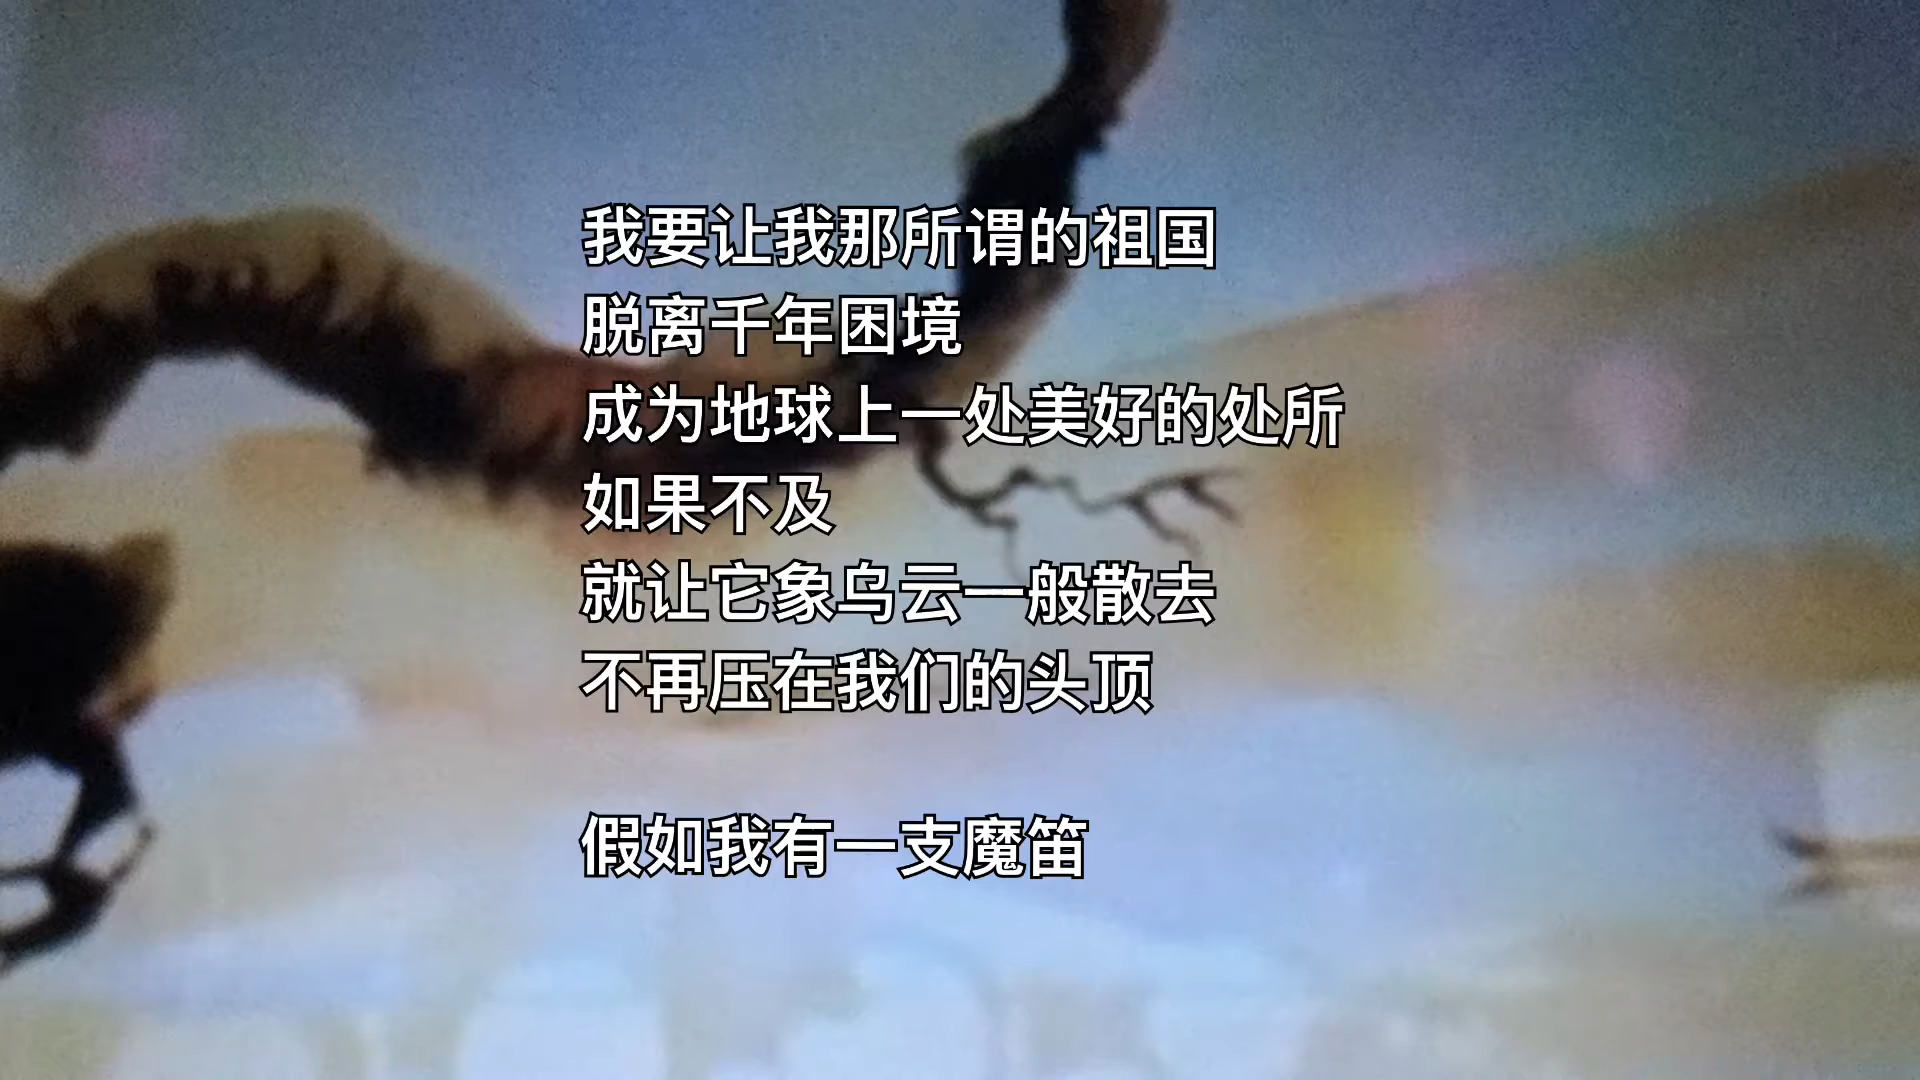 我要让我那所谓的祖国
脱离千年困境
成为地球上一处美好的处所
如果不及
就让它象乌云一般散去
不再压在我们的头顶
假如我有一支魔笛